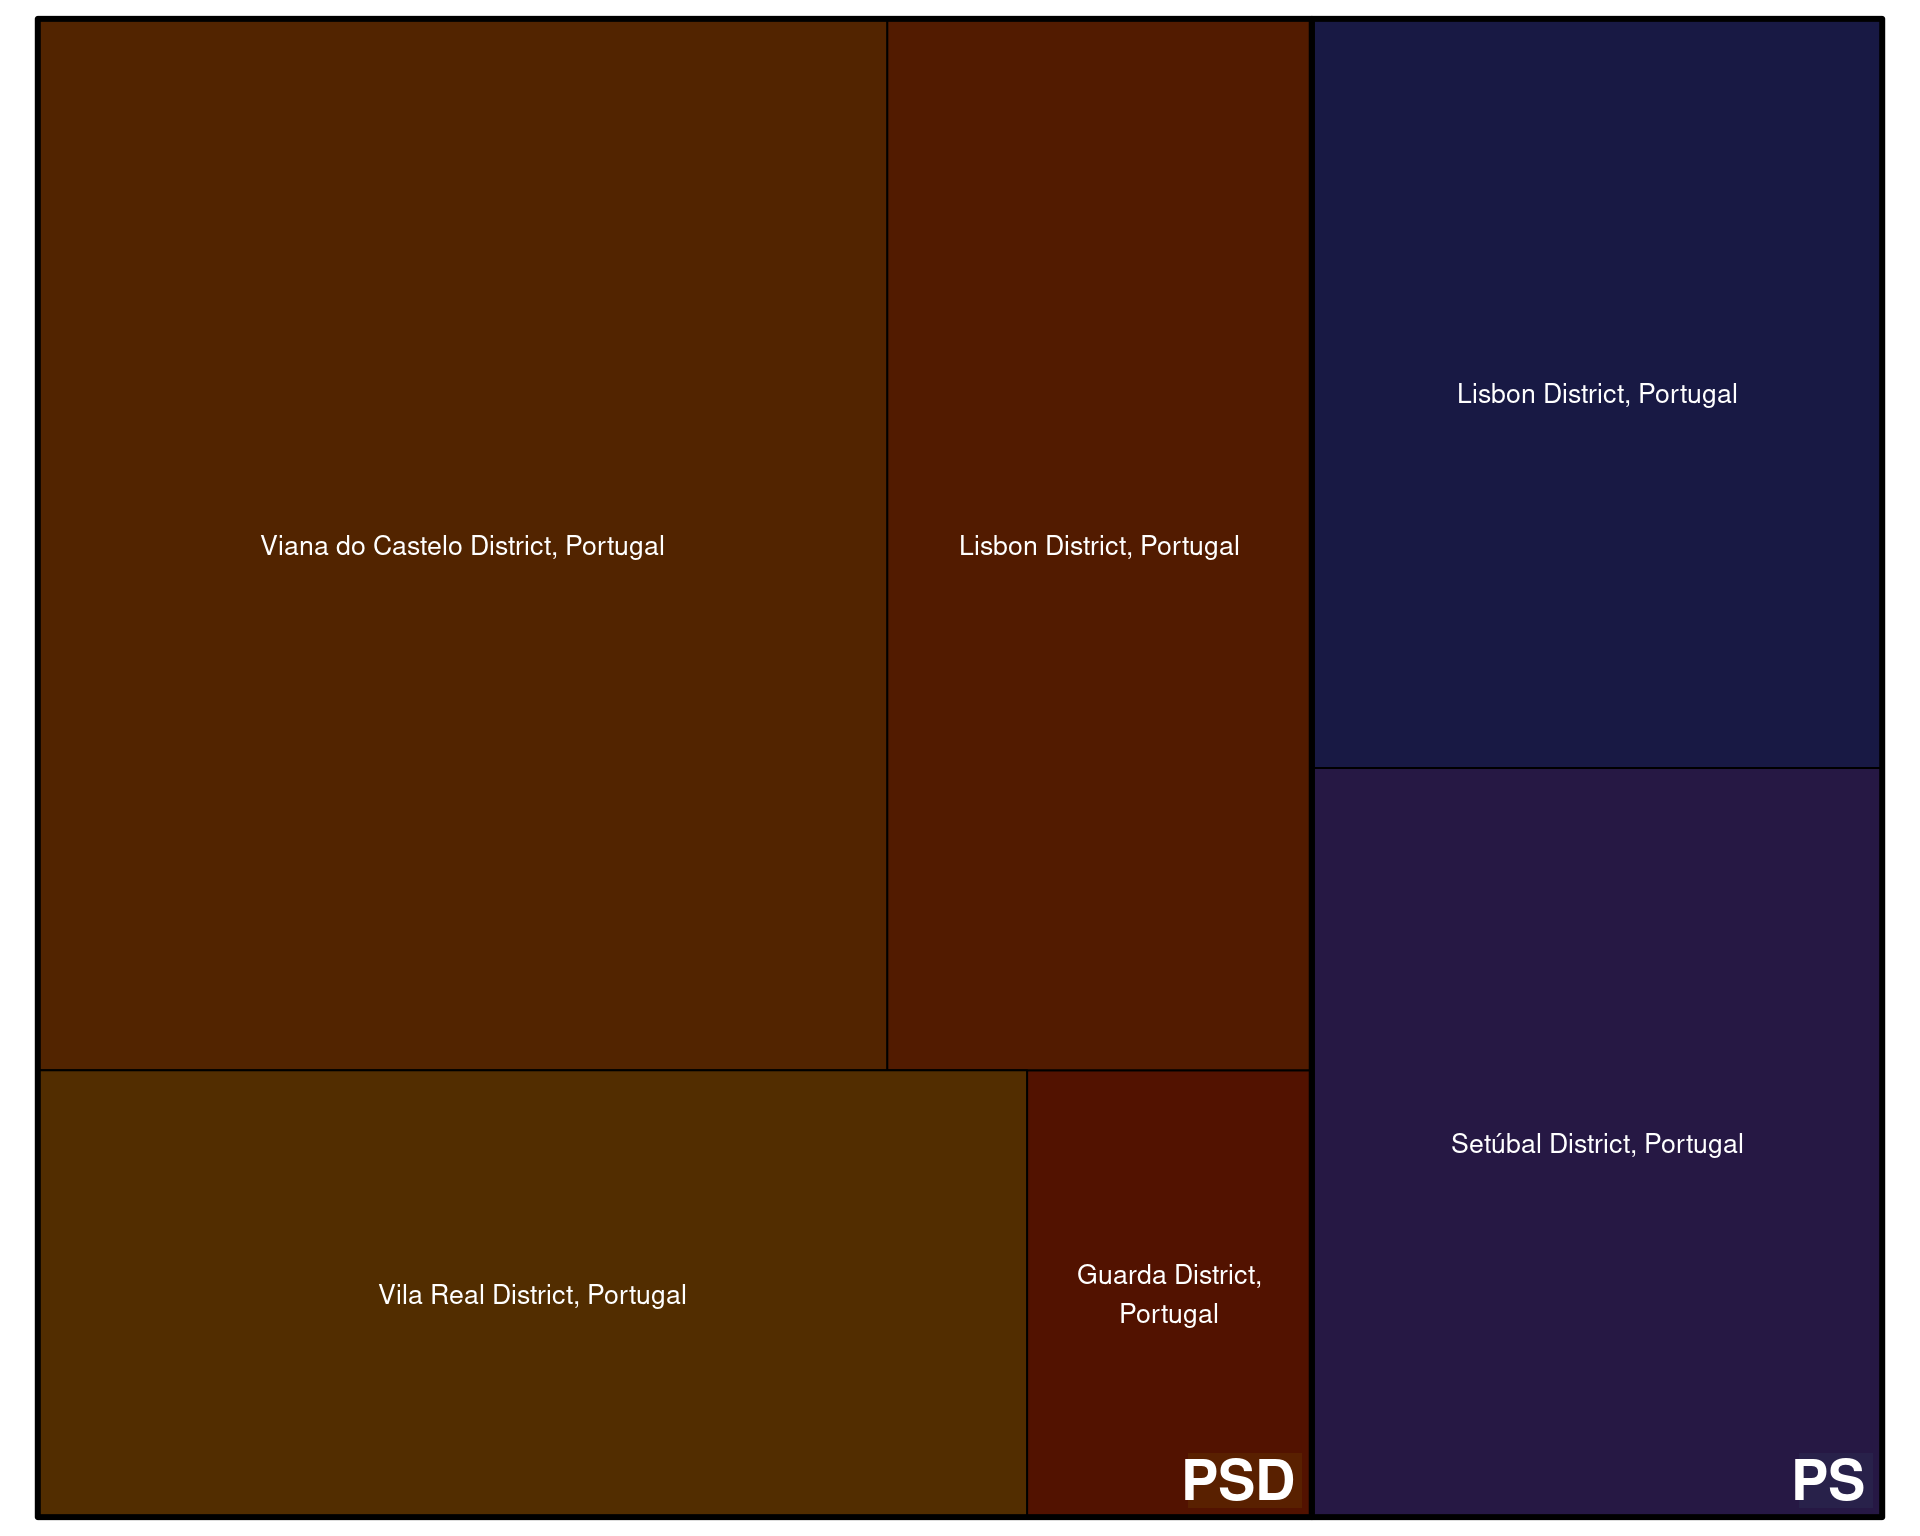 Viana do Castelo District, Portugal
Lisbon District, Portugal
Lisbon District, Portugal
Vila Real District, Portugal
Guarda District,
Portugal
Setúbal District, Portugal
PSD
PS